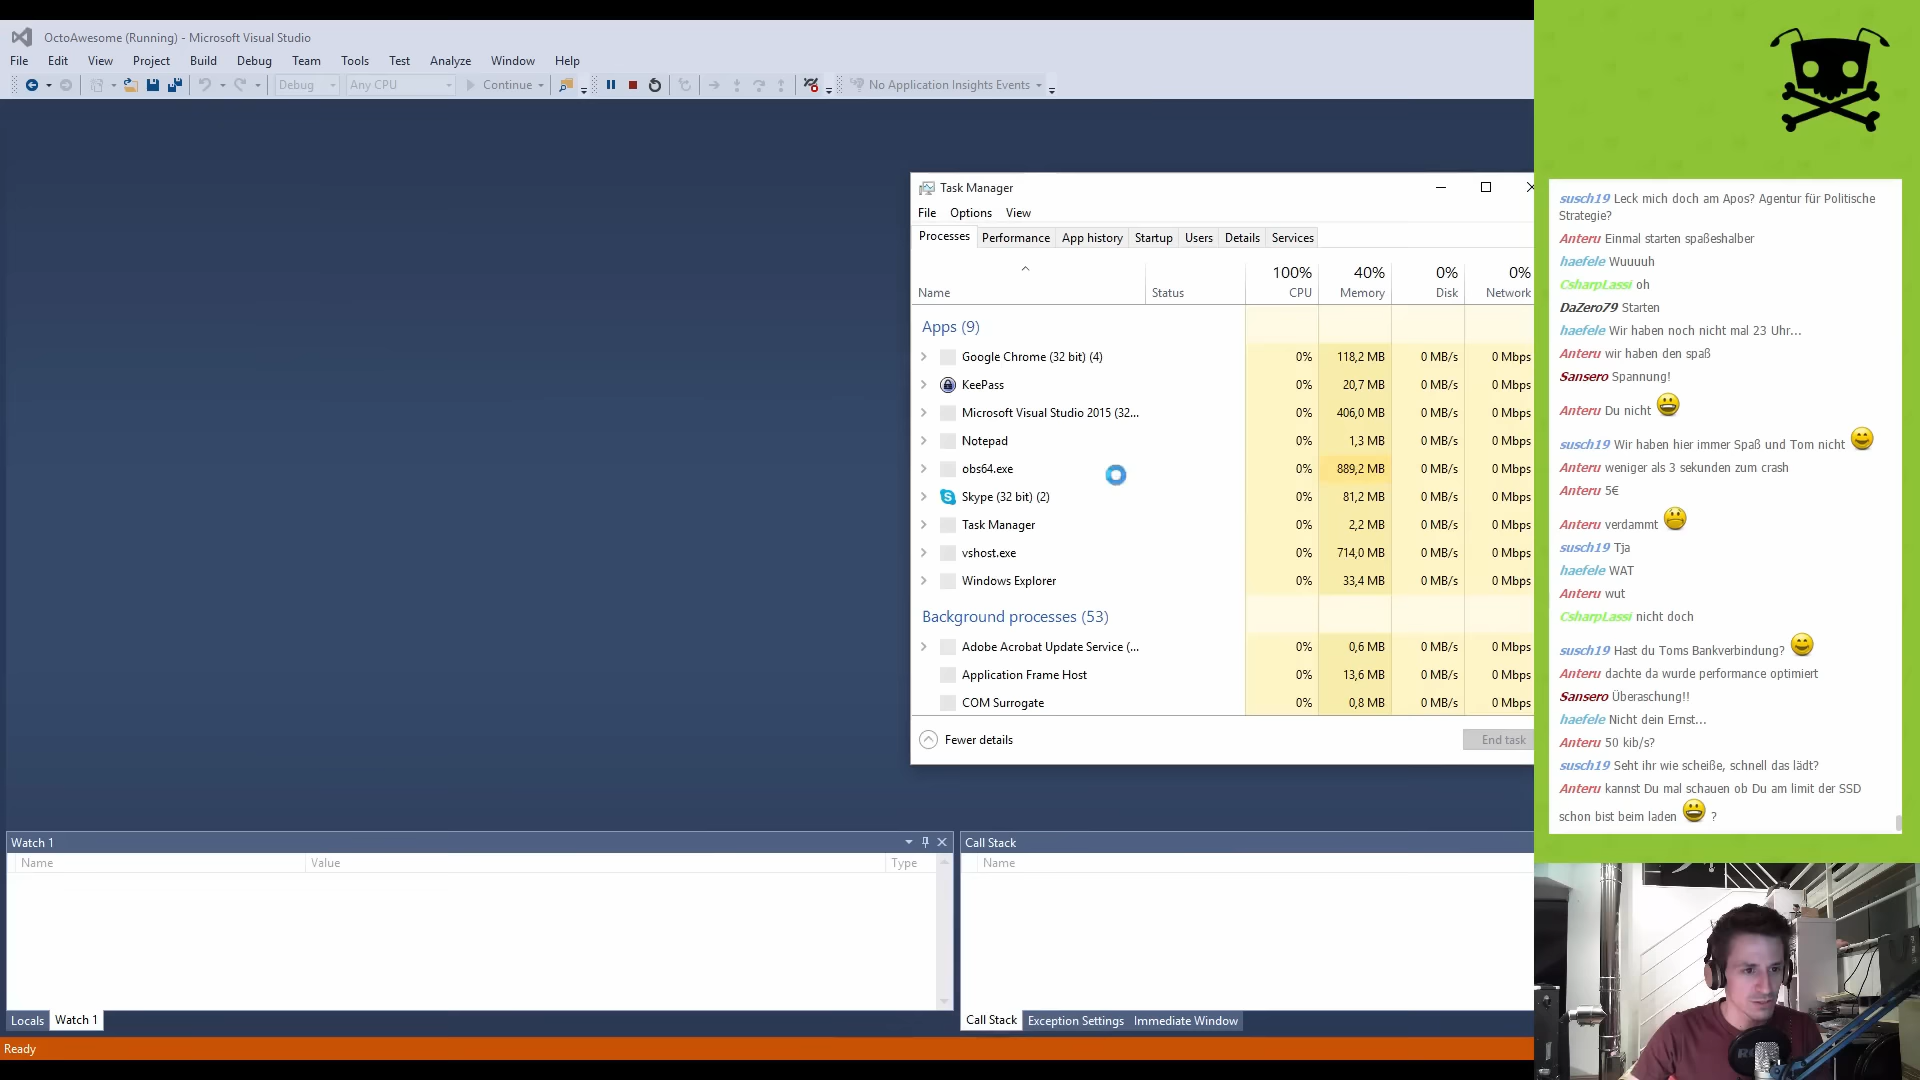 OctoAwesome (Running) - Microsoft Visual Studio
File Edit View Project Build Debug Team Tools Test Analyze Window Help
Debug Any CPU Continue No Application Insights Events
Task Manager
File Options View
Processes Performance App history Startup Users Details Services
100% 40% 0% 0%
Name Status CPU Memory Disk Network
Apps (9)
Google Chrome (32 bit) (4) 0% 118,2 MB 0 MB/s 0 Mbps
KeePass 0% 20,7 MB 0 MB/s 0 Mbps
Microsoft Visual Studio 2015 (32... 0% 406,0 MB 0 MB/s 0 Mbps
Notepad 0% 1,3 MB 0 MB/s 0 Mbps
obs64.exe 0% 889,2 MB 0 MB/s 0 Mbps
Skype (32 bit) (2) 0% 81,2 MB 0 MB/s 0 Mbps
Task Manager 0% 2,2 MB 0 MB/s 0 Mbps
vshost.exe 0% 714,0 MB 0 MB/s 0 Mbps
Windows Explorer 0% 33,4 MB 0 MB/s 0 Mbps
Background processes (53)
Adobe Acrobat Update Service (... 0% 0,6 MB 0 MB/s 0 Mbps
Application Frame Host 0% 13,6 MB 0 MB/s 0 Mbps
COM Surrogate 0% 0,8 MB 0 MB/s 0 Mbps
Fewer details End task
Watch 1
Name Value Type
Locals Watch 1
Call Stack
Name
Call Stack Exception Settings Immediate Window
Ready
susch19 Leck mich doch am Apos? Agentur für Politische
Strategie?
Anteru Einmal starten spaßeshalber
haefele Wuuuuh
CsharpLassi oh
DaZero79 Starten
haefele Wir haben noch nicht mal 23 Uhr...
Anteru wir haben den spaß
Sansero Spannung!
Anteru Du nicht
susch19 Wir haben hier immer Spaß und Tom nicht
Anteru weniger als 3 sekunden zum crash
Anteru 5€
Anteru verdammt
susch19 Tja
haefele WAT
Anteru wut
CsharpLassi nicht doch
susch19 Hast du Toms Bankverbindung?
Anteru dachte da wurde performance optimiert
Sansero Überaschung!!
haefele Nicht dein Ernst...
Anteru 50 kib/s?
susch19 Seht ihr wie scheiße, schnell das lädt?
Anteru kannst Du mal schauen ob Du am limit der SSD
schon bist beim laden ?